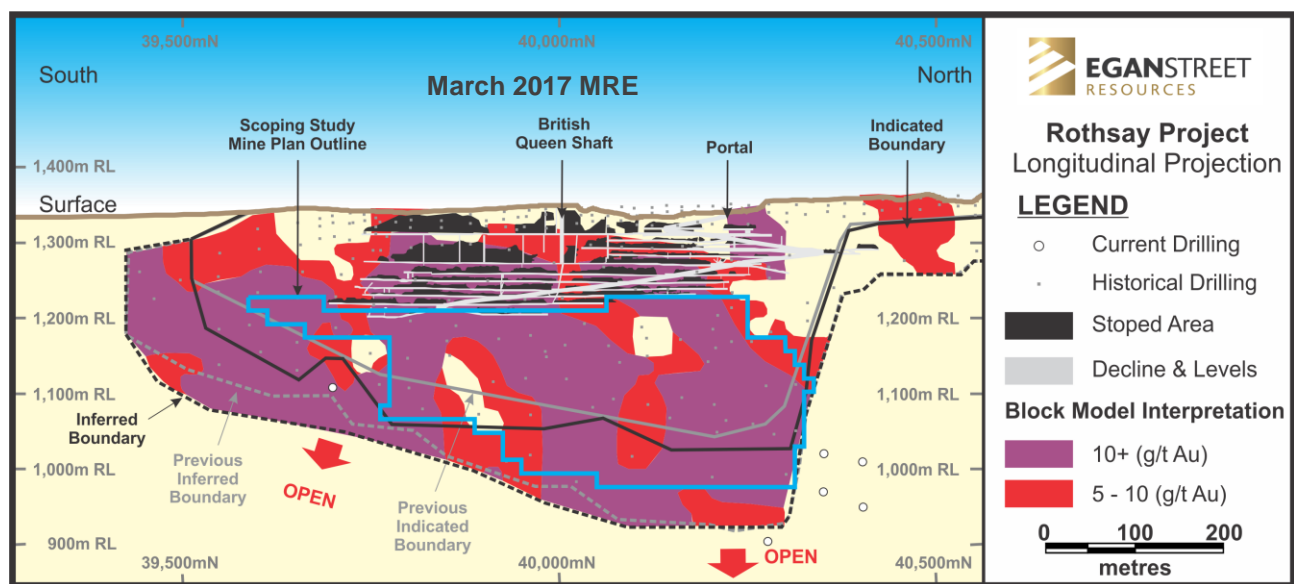 39,500mN
40,000mN
40,500mN
South
North
March 2017 MRE
Scoping Study
Mine Plan Outline
British
Queen Shaft
Portal
Indicated
Boundary
1,400m RL
Surface
1,300m RL
1,200m RL
1,200m RL
1,100m RL
1,100m RL
Inferred
Boundary
1,000m RL
1,000m RL
Previous
Inferred
Boundary
OPEN
Previous
Indicated
Boundary
900m RL
OPEN
900m RL
39,500mN
40,000mN
40,500mN
EGANSTREET
RESOURCES
Rothsay Project
Longitudinal Projection
LEGEND
Current Drilling
Historical Drilling
Stoped Area
Decline & Levels
Block Model Interpretation
10+ (g/t Au)
5 - 10 (g/t Au)
0 100 200
metres